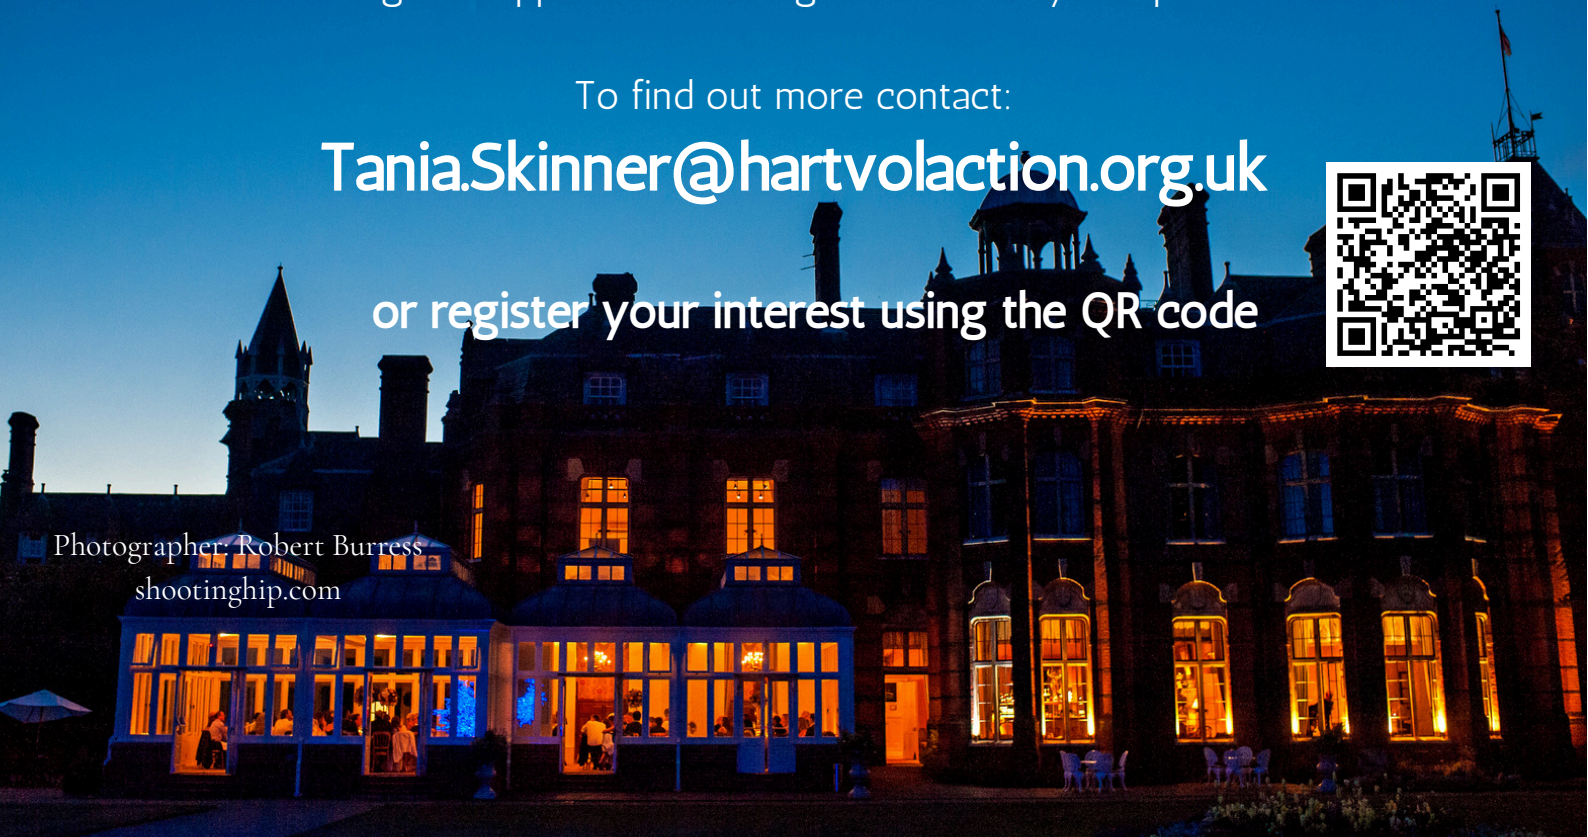 To find out more contact:
Tania.Skinner@hartvolaction.org.uk
or register your interest using the QR code
Photographer: Robert Burress
shootinghip.com